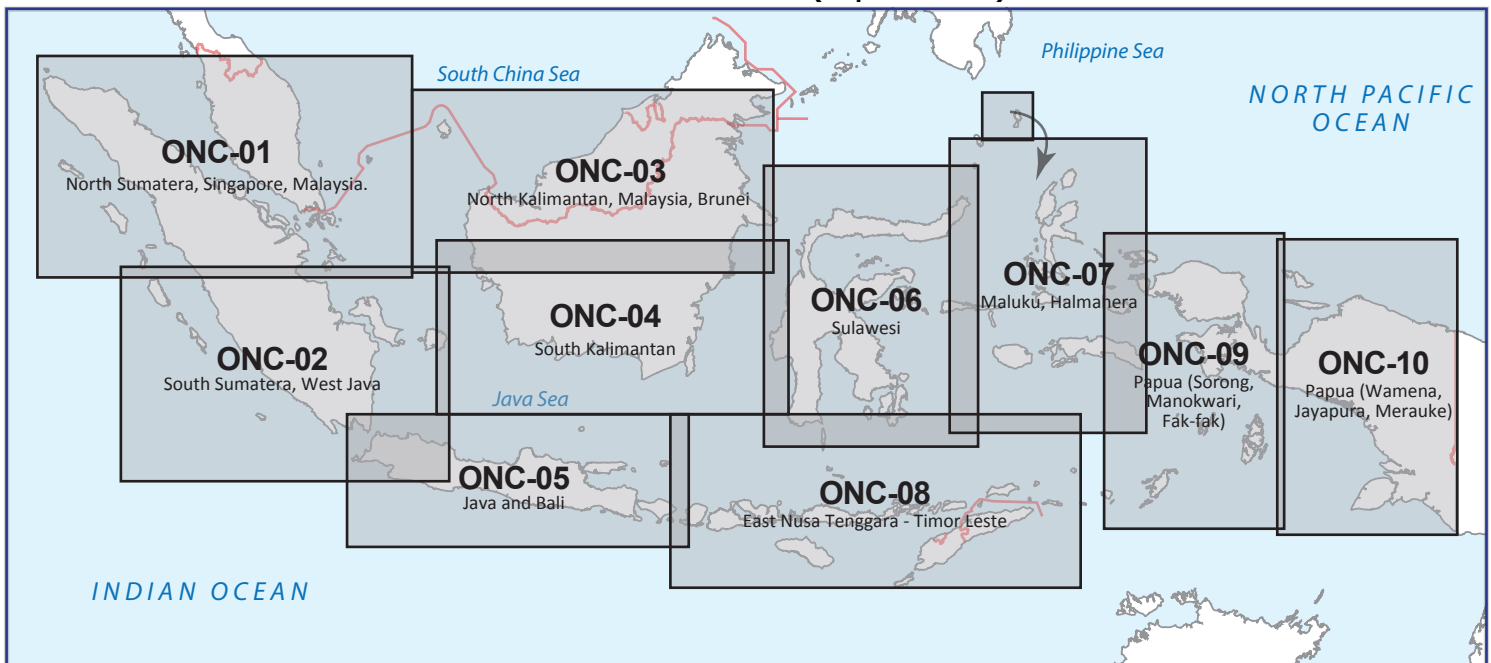 Philippine Sea
South China Sea
NORTH PACIFIC
OCEAN
ONC-01
North Sumatera, Singapore, Malaysia.
ONC-03
North Kalimantan, Malaysia, Brunei
ONC-07
Maluku, Halmahera
ONC-06
Sulawesi
ONC-04
South Kalimantan
ONC-02
South Sumatera, West Java
ONC-09
Papua (Sorong,
Manokwari,
Fak-fak)
ONC-10
Papua (Wamena,
Jayapura, Merauke)
Java Sea
ONC-05
Java and Bali
ONC-08
East Nusa Tenggara - Timor Leste
INDIAN OCEAN